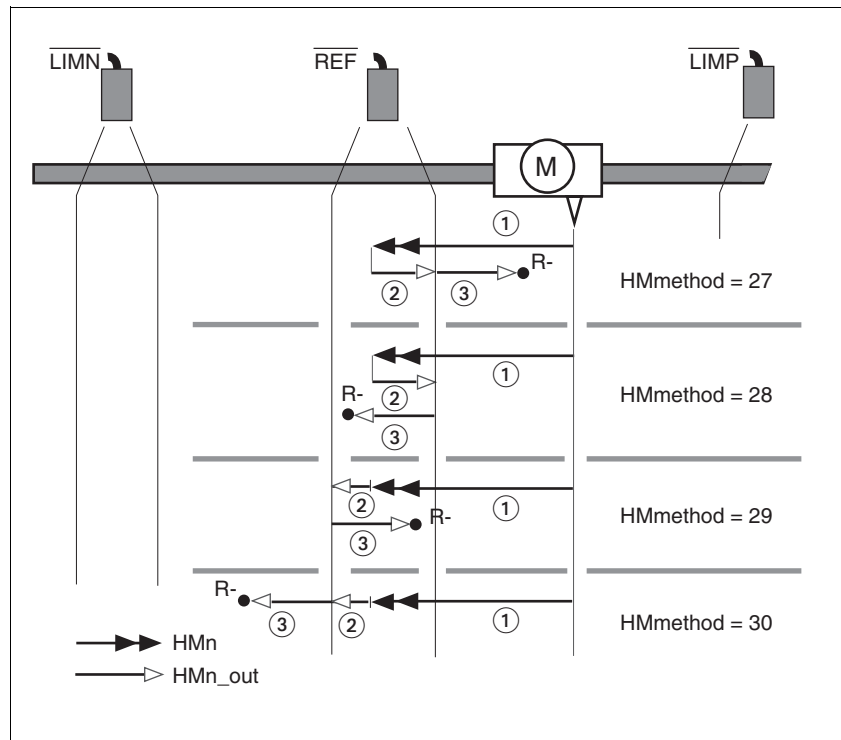 LIMN REF LIMP
M
①
R-
② ③
HMmethod = 27
①
②
R-
③
HMmethod = 28
② ①
R-
③
HMmethod = 29
R-
③ ② ①
HMmethod = 30
HMn
HMn_out